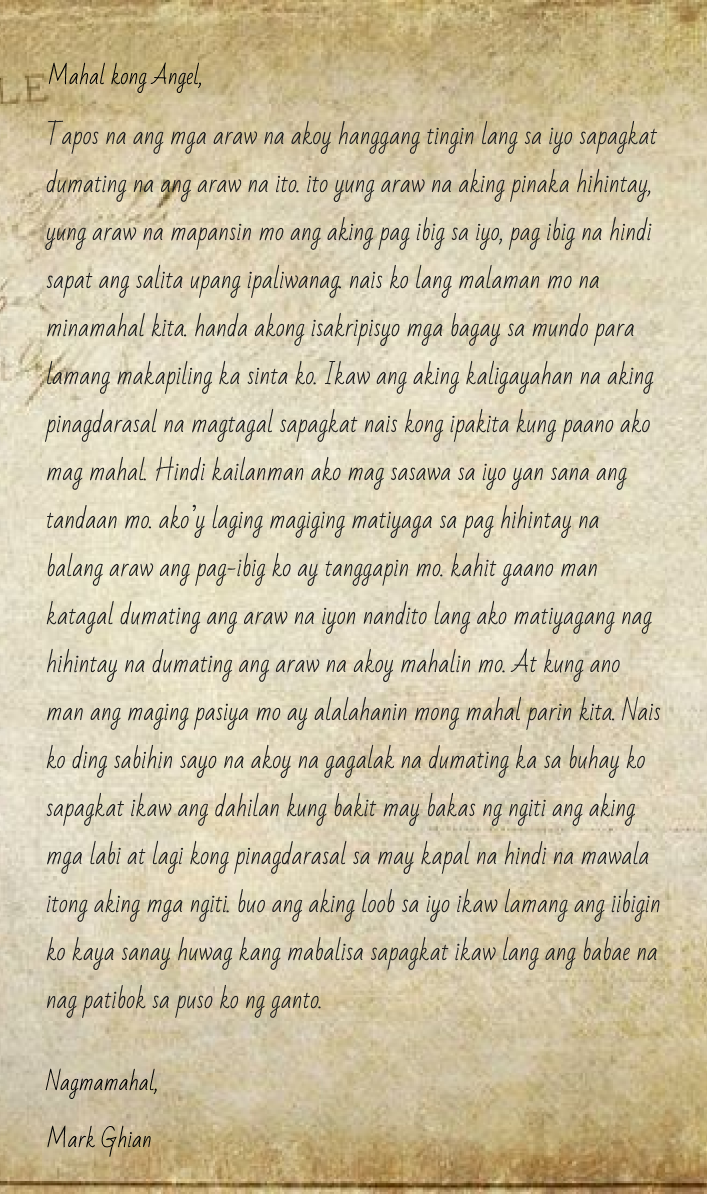 Mahal kong Angel,
LE
Tapos na ang mga araw na akoy hanggang tingin lang sa iyo sapagkat
dumating na ang araw na ito. ito yung araw na aking pinaka hihintay,
yung araw na mapansin mo ang aking pag ibig sa iyo, pag ibig na hindi
sapat ang salita upang ipaliwanag. nais ko lang malaman mo na
minamahal kita. handa akong isakripisyo mga bagay sa mundo para
lamang makapiling ka sinta ko. Ikaw ang aking kaligayahan na aking
pinagdarasal na magtagal sapagkat nais kong ipakita kung paano ako
mag mahal. Hindi kailanman ako mag sasawa sa iyo yan sana ang
tandaan mo. ako'y laging magiging matiyaga sa pag hihintay na
balang araw ang pag-ibig ko ay tanggapin mo. kahit gaano man
katagal dumating ang araw na iyon nandito lang ako matiyagang nag
hihintay na dumating ang araw na akoy mahalin mo. At kung ano
man ang maging pasiya mo ay alalahanin mong mahal parin kita. Nais
ko ding sabihin sayo na akoy na gagalak na dumating ka sa buhay ko
sapagkat ikaw ang dahilan kung bakit may bakas ng ngiti ang aking
mga labi at lagi kong pinagdarasal sa may kapal na hindi na mawala
itong aking mga ngiti. buo ang aking loob sa iyo ikaw lamang ang iibigin
ko kaya sanay huwag kang mabalisa sapagkat ikaw lang ang babae na
nag patibok sa puso ko ng ganto.
Nagmamahal,
Mark Ghian